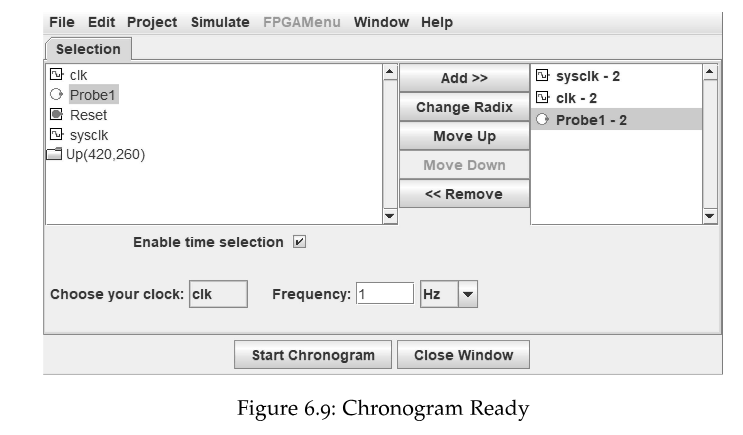 File Edit Project Simulate FPGAMenu Window Help
Selection
clk
Probe1
Reset
sysclk
Up(420,260)
Add >>
Change Radix
Move Up
Move Down
<< Remove
sysclk - 2
clk - 2
Probe1 - 2
Enable time selection
Choose your clock: clk Frequency: 1 Hz
Start Chronogram Close Window
Figure 6.9: Chronogram Ready